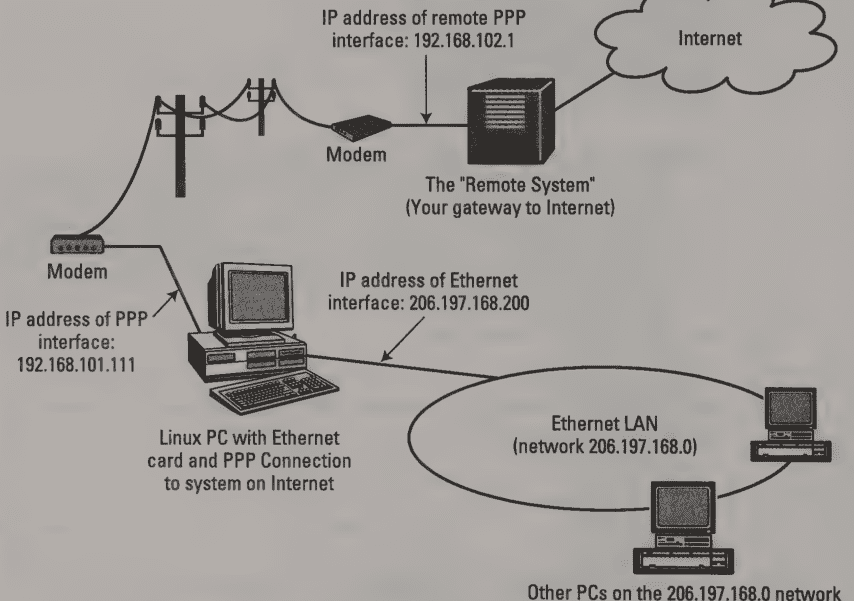 IP address of remote PPP
interface: 192.168.102.1
Internet
Modem
The "Remote System"
(Your gateway to Internet)
Modem
IP address of PPP
interface:
192.168.101.111
IP address of Ethernet
interface: 206.197.168.200
Linux PC with Ethernet
card and PPP Connection
to system on Internet
Ethernet LAN
(network 206.197.168.0)
Other PCs on the 206.197.168.0 network